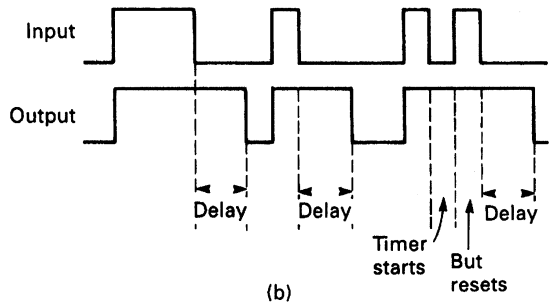 Input
Output
Delay
Delay
Delay
Timer
starts
But
resets
(b)